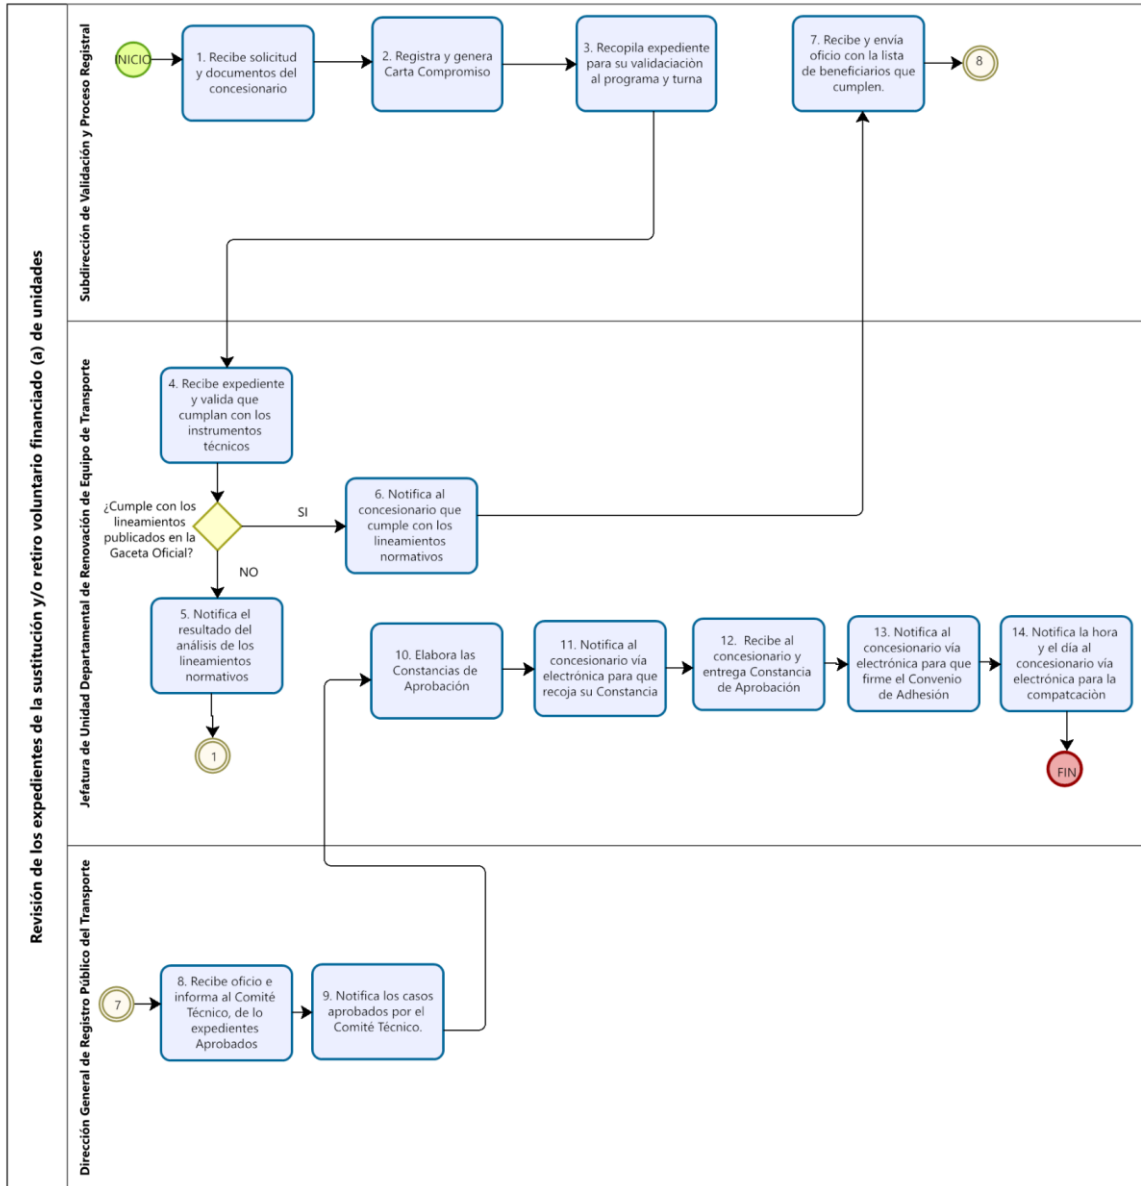 Revisión de los expedientes de la sustitución y/o retiro voluntario financiado (a) de unidades
Subdirección de Validación y Proceso Registral
INICIO
1. Recibe solicitud
y documentos del
concesionario
2. Registra y genera
Carta Compromiso
3. Recopila expediente
para su validaciaciòn
al programa y turna
7. Recibe y envía
oficio con la lista
de beneficiarios que
cumplen.
8
Jefatura de Unidad Departamental de Renovación de Equipo de Transporte
4. Recibe expediente
y valida que
cumplan con los
instrumentos
técnicos
¿Cumple con los
lineamientos
publicados en la
Gaceta Oficial?
SI
NO
6. Notifica al
concesionario que
cumple con los
lineamientos
normativos
5. Notifica el
resultado del
análisis de los
lineamientos
normativos
1
10. Elabora las
Constancias de
Aprobación
11. Notifica al
concesionario vía
electrónica para que
recoja su Constancia
12. Recibe al
concesionario y
entrega Constancia
de Aprobación
13. Notifica al
concesionario vía
electrónica para que
firme el Convenio
de Adhesión
14. Notifica la hora
y el día al
concesionario vía
electrónica para la
compatcaciòn
FIN
Dirección General de Registro Público del Transporte
7
8. Recibe oficio e
informa al Comité
Técnico, de lo
expedientes
Aprobados
9. Notifica los casos
aprobados por el
Comité Técnico.